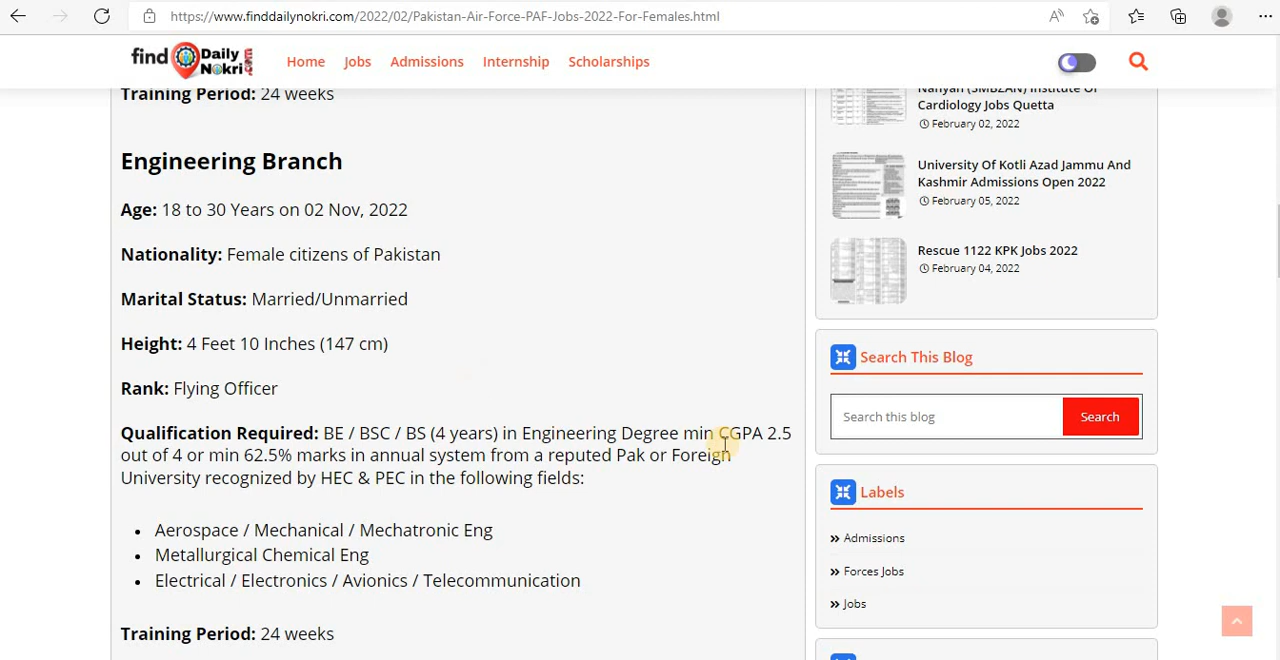 https://www.finddailynokri.com/2022/02/Pakistan-Air-Force-PAF-Jobs-2022-For-Females.html
find Daily Nokri
Home Jobs Admissions Internship Scholarships
Training Period: 24 weeks
Engineering Branch
Age: 18 to 30 Years on 02 Nov, 2022
Nationality: Female citizens of Pakistan
Marital Status: Married/Unmarried
Height: 4 Feet 10 Inches (147 cm)
Rank: Flying Officer
Qualification Required: BE / BSC / BS (4 years) in Engineering Degree min CGPA 2.5
out of 4 or min 62.5% marks in annual system from a reputed Pak or Foreign
University recognized by HEC & PEC in the following fields:
• Aerospace / Mechanical / Mechatronic Eng
• Metallurgical Chemical Eng
• Electrical / Electronics / Avionics / Telecommunication
Training Period: 24 weeks
Nahyan (SMBZAN) Institute Of
Cardiology Jobs Quetta
February 02, 2022
University Of Kotli Azad Jammu And
Kashmir Admissions Open 2022
February 05, 2022
Rescue 1122 KPK Jobs 2022
February 04, 2022
Search This Blog
Search this blog Search
Labels
Admissions
Forces Jobs
Jobs